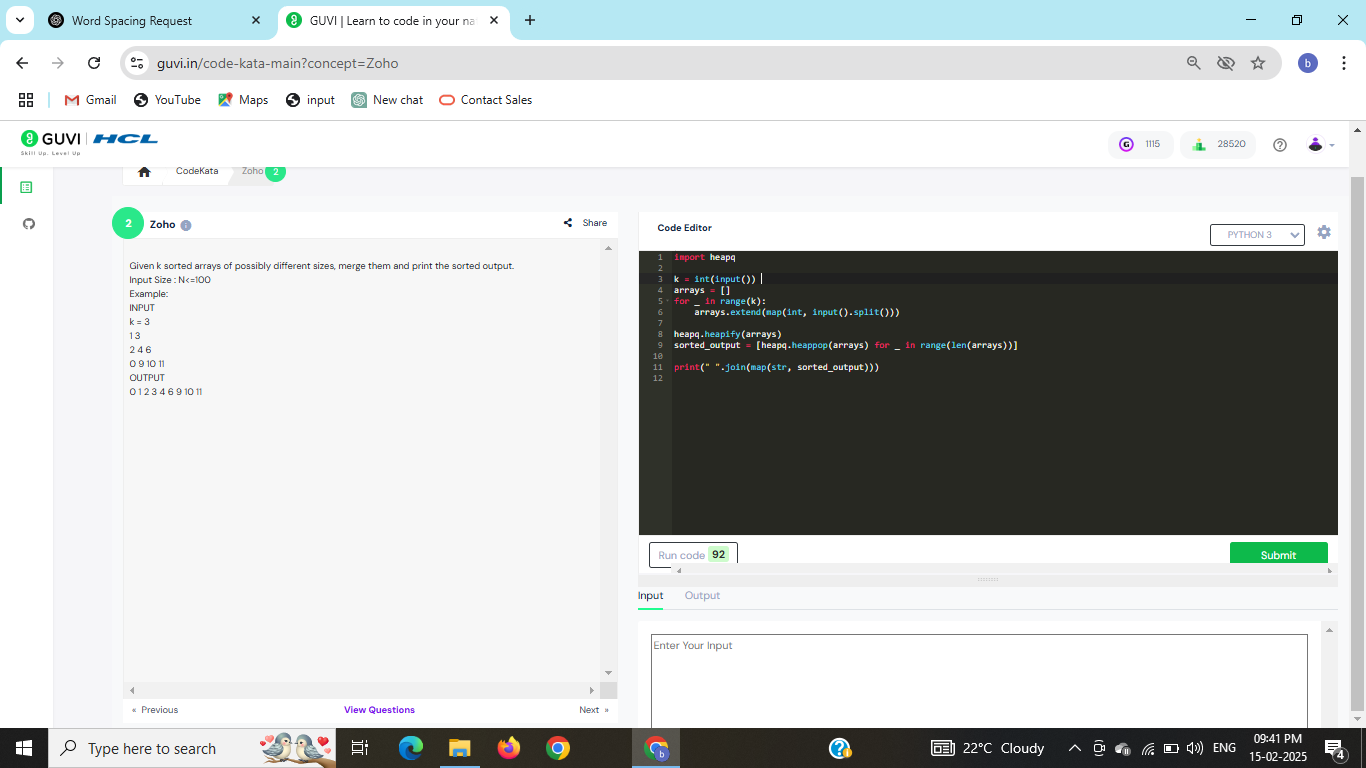 Word Spacing Request
GUVI | Learn to code in your na
guvi.in/code-kata-main?concept=Zoho
b
Gmail
YouTube
Maps
input
New chat
Contact Sales
GUVI | HCL
Skill Up. Level Up
1115
28520
CodeKata
Zoho
2
2
Zoho
Share
Given k sorted arrays of possibly different sizes, merge them and print the sorted output.
Input Size : N<=100
Example:
INPUT
k = 3
1 3
2 4 6
0 9 10 11
OUTPUT
0 1 2 3 4 6 9 10 11
« Previous
View Questions
Next »
Code Editor
PYTHON 3
1 import heapq
2
3 k = int(input())
4 arrays = []
5 for _ in range(k):
6     arrays.extend(map(int, input().split()))
7
8 heapq.heapify(arrays)
9 sorted_output = [heapq.heappop(arrays) for _ in range(len(arrays))]
10
11 print(" ".join(map(str, sorted_output)))
12
Run code 92
Submit
Input
Output
Enter Your Input
Type here to search
22°C Cloudy
ENG
09:41 PM
15-02-2025
4